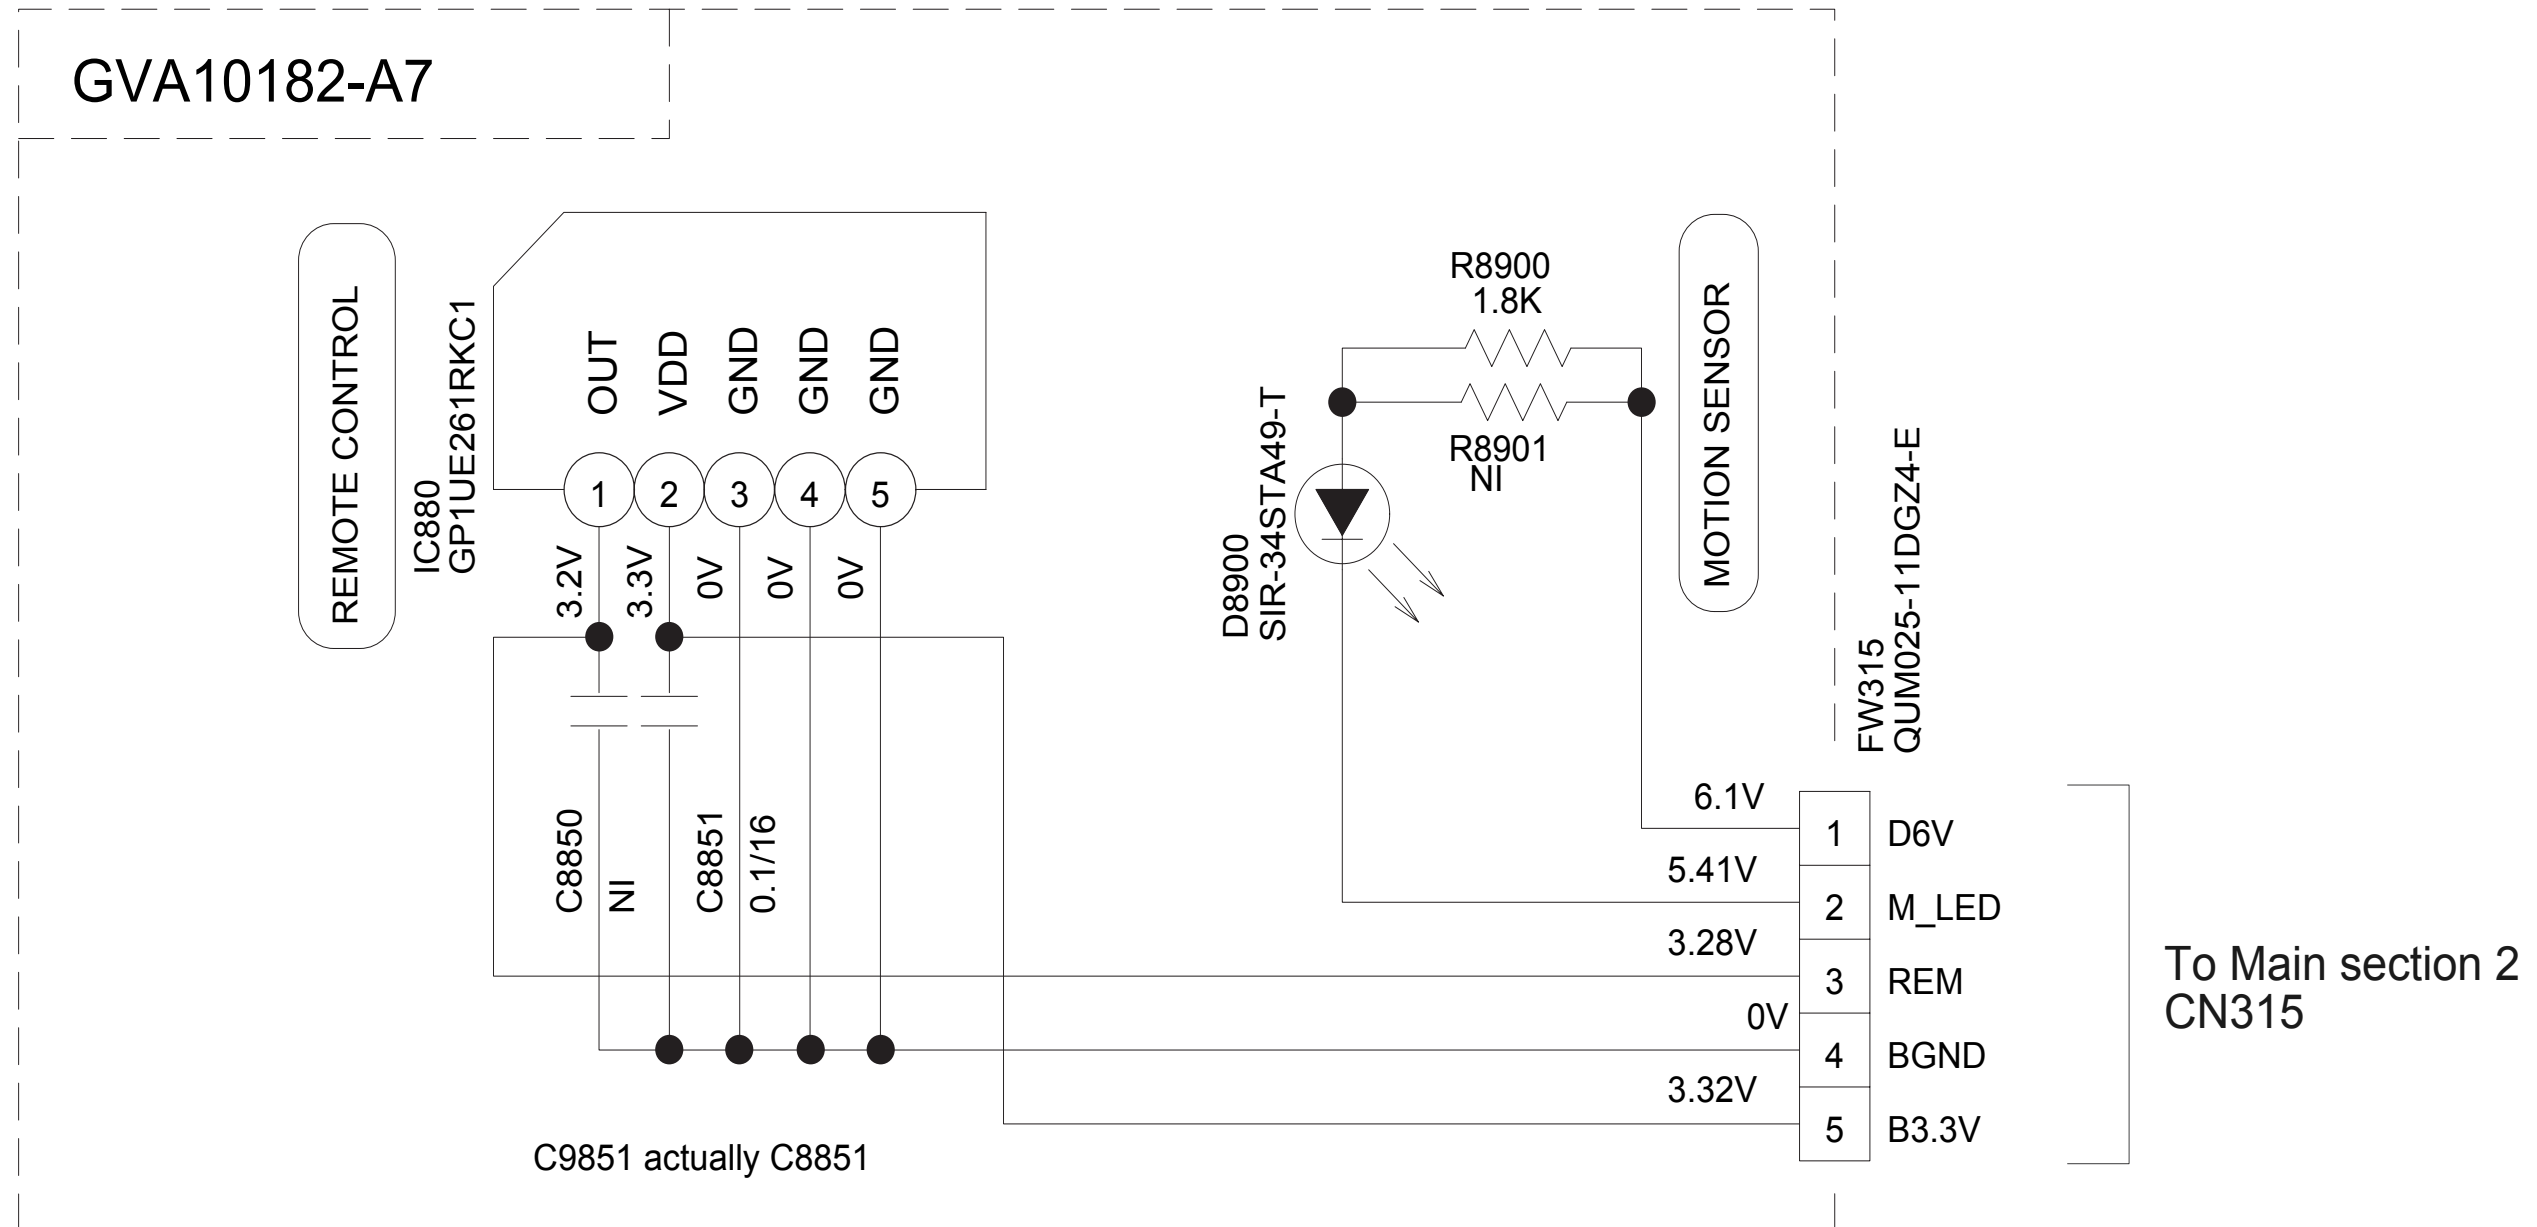 GVA10182-A7
REMOTE CONTROL
IC880
GP1UE261RKC1
OUT
VDD
GND
GND
GND
1
2
3
4
5
3.2V
3.3V
0V
0V
0V
C8850
NI
C8851
0.1/16
C9851 actually C8851
R8900
1.8K
R8901
NI
D8900
SIR-34STA49-T
MOTION SENSOR
FW315
QUM025-11DGZ4-E
6.1V
1 D6V
5.41V
2 M_LED
3.28V
3 REM
0V
4 BGND
3.32V
5 B3.3V
To Main section 2
CN315